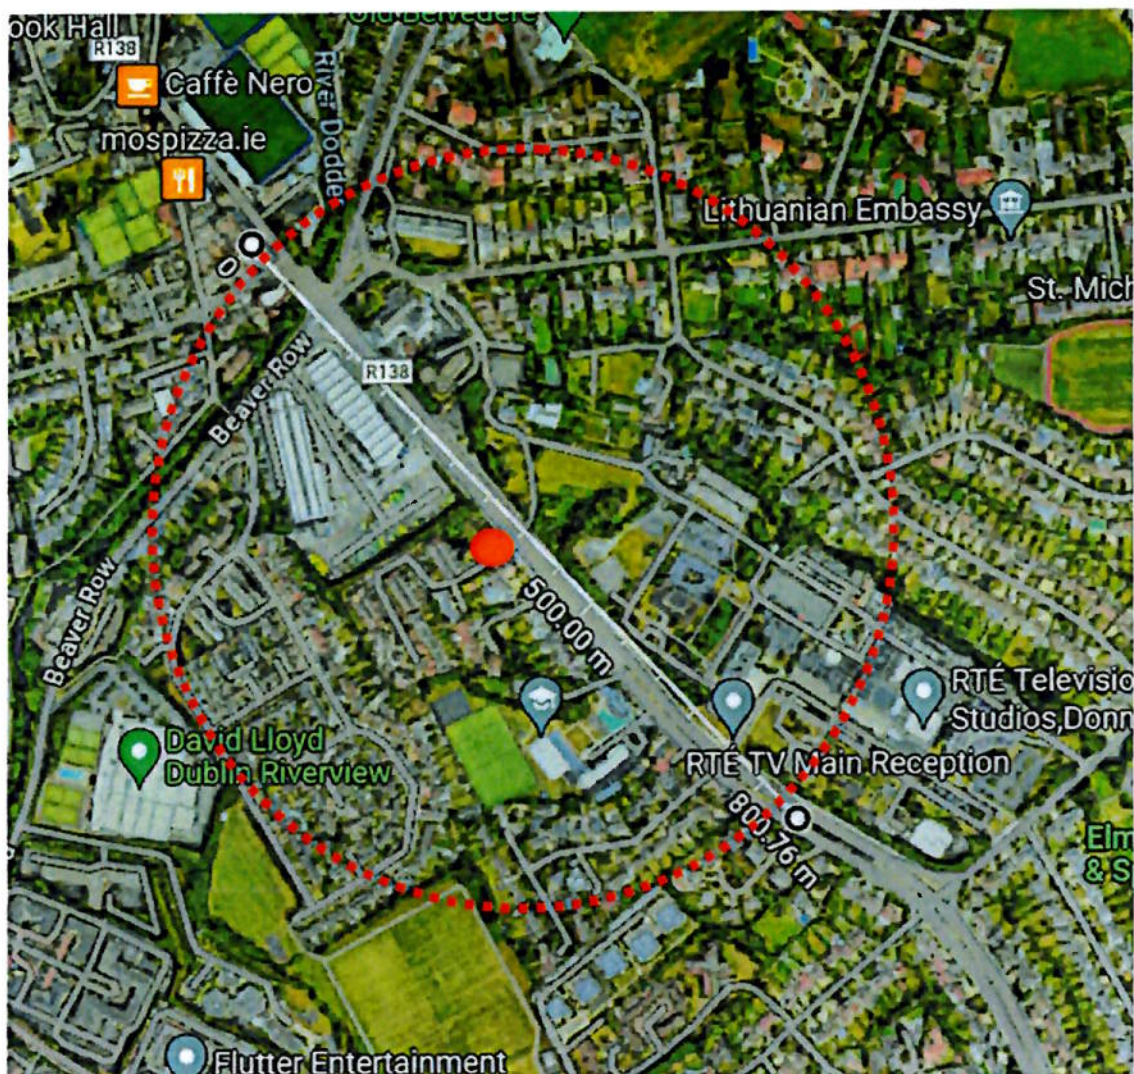 Old Belvedere
ook Hall
R138
Caffè Nero
River Dodder
mospizza.ie
Lithuanian Embassy
0
St. Mich
Beaver Row
R138
500.00 m
Beaver Row
RTÉ Televisio
Studios,Donn
David Lloyd
Dublin Riverview
RTÉ TV Main Reception
800.76 m
Elm
& S
Flutter Entertainment